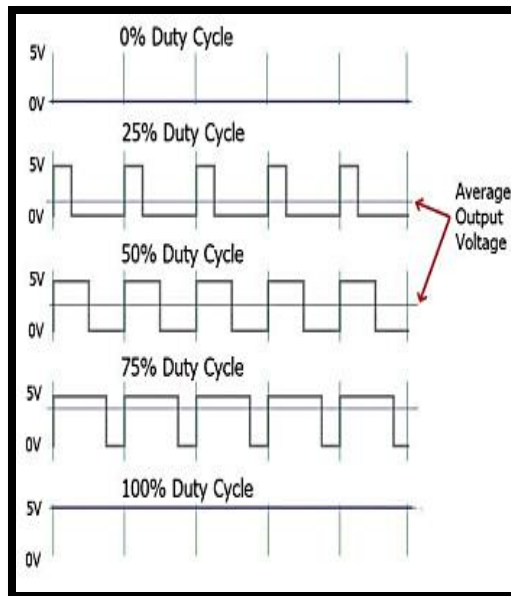 0% Duty Cycle
5V
0V
25% Duty Cycle
5V
0V
Average
Output
Voltage
50% Duty Cycle
5V
0V
75% Duty Cycle
5V
0V
100% Duty Cycle
5V
0V